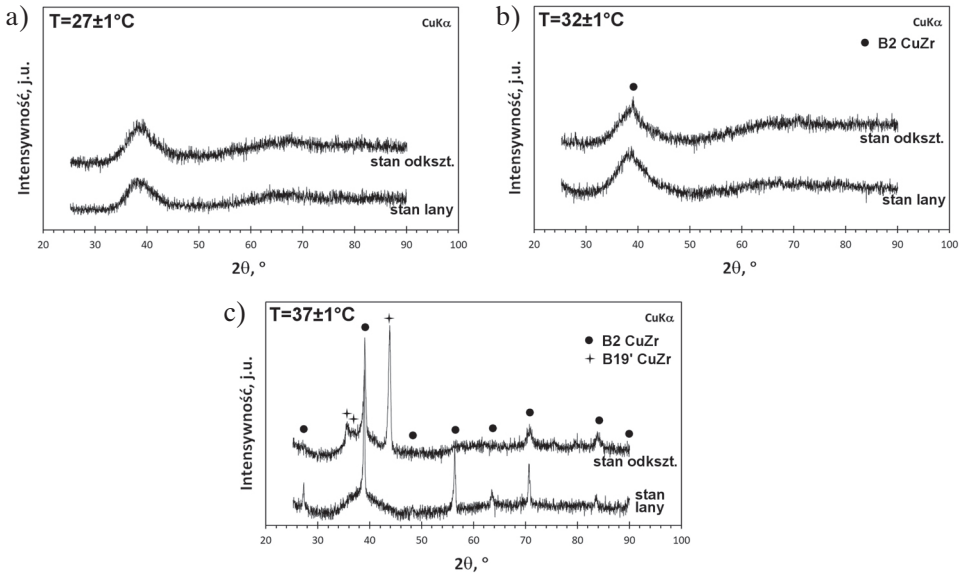 a)
T=27±1°C
CuKα
Intensywność, j.u.
stan odkszt.
stan lany
20 30 40 50 60 70 80 90 100
2θ, °
b)
T=32±1°C
CuKα
B2 CuZr
Intensywność, j.u.
stan odkszt.
stan lany
20 30 40 50 60 70 80 90 100
2θ, °
c)
T=37±1°C
CuKα
B2 CuZr
B19' CuZr
Intensywność, j.u.
stan odkszt.
stan
lany
20 30 40 50 60 70 80 90 100
2θ, °